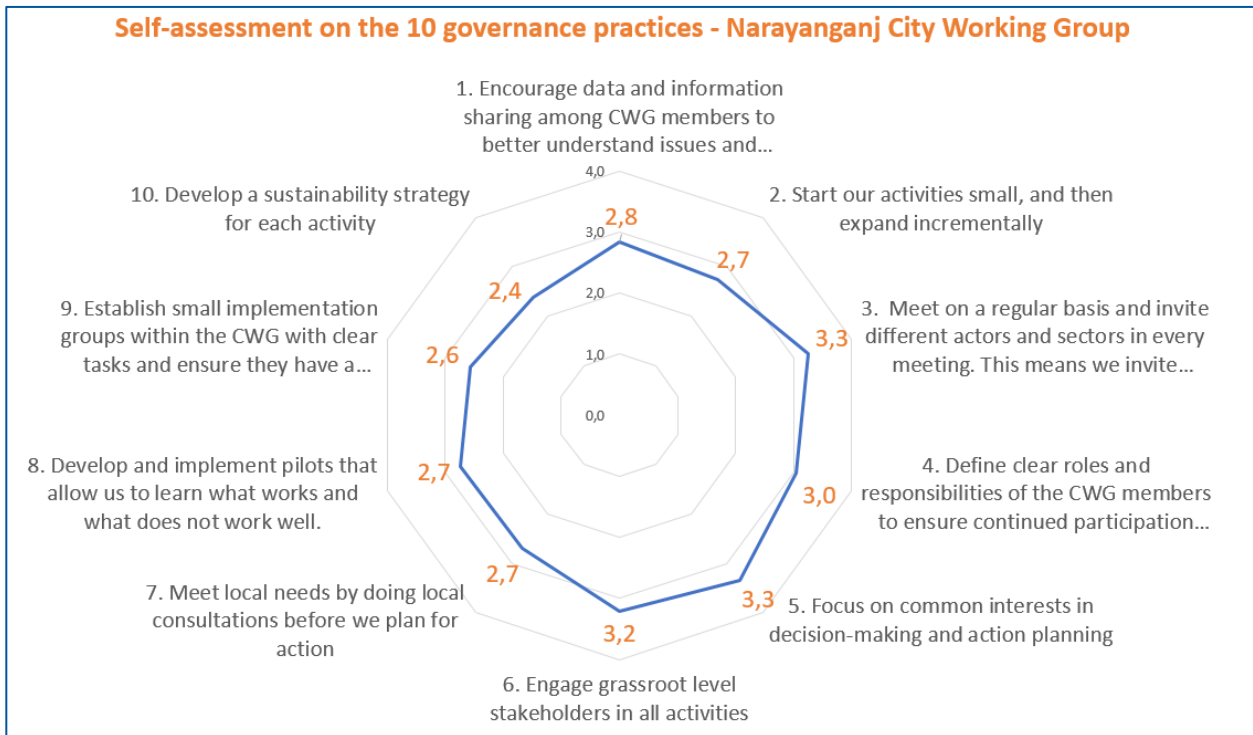 Self-assessment on the 10 governance practices - Narayanganj City Working Group
1. Encourage data and information
sharing among CWG members to
better understand issues and...
2. Start our activities small, and then
expand incrementally
3. Meet on a regular basis and invite
different actors and sectors in every
meeting. This means we invite...
4. Define clear roles and
responsibilities of the CWG members
to ensure continued participation...
5. Focus on common interests in
decision-making and action planning
6. Engage grassroot level
stakeholders in all activities
7. Meet local needs by doing local
consultations before we plan for
action
8. Develop and implement pilots that
allow us to learn what works and
what does not work well.
9. Establish small implementation
groups within the CWG with clear
tasks and ensure they have a...
10. Develop a sustainability strategy
for each activity
4,0
3,0
2,0
1,0
0,0
2,8
2,7
3,3
3,0
3,3
3,2
2,7
2,7
2,6
2,4